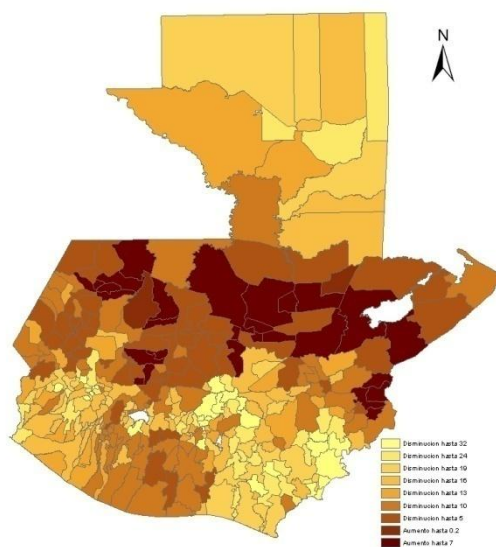 N
Disminucion hasta 32
Disminucion hasta 24
Disminucion hasta 19
Disminucion hasta 16
Disminucion hasta 13
Disminucion hasta 10
Disminucion hasta 5
Aumento hasta 0.2
Aumento hasta 7